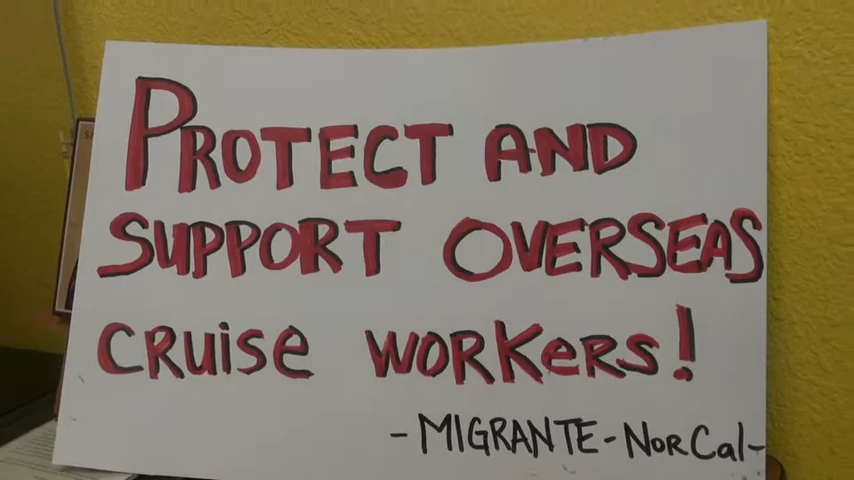 PROTECT AND
SUPPORT OVERSEAS
CRUiSe WORKeRS!
-MIGRANTE-NorCal-